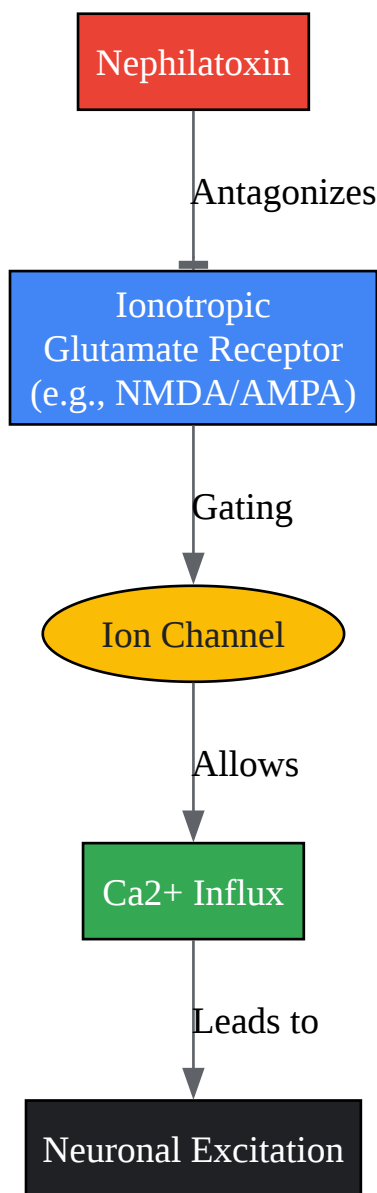 Nephilatoxin
Antagonizes
Ionotropic
Glutamate Receptor
(e.g., NMDA/AMPA)
Gating
Ion Channel
Allows
Ca2+ Influx
Leads to
Neuronal Excitation